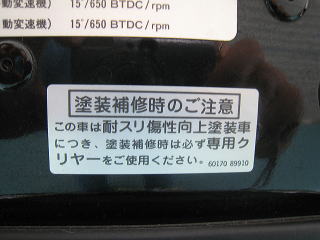 動変速機) 15°/650 BTDC/rpm
動変速機) 15°/650 BTDC/rpm
塗装補修時のご注意
この車は耐スリ傷性向上塗装車
につき、塗装補修時は必ず専用ク
リヤーをご使用ください。 60170 89910